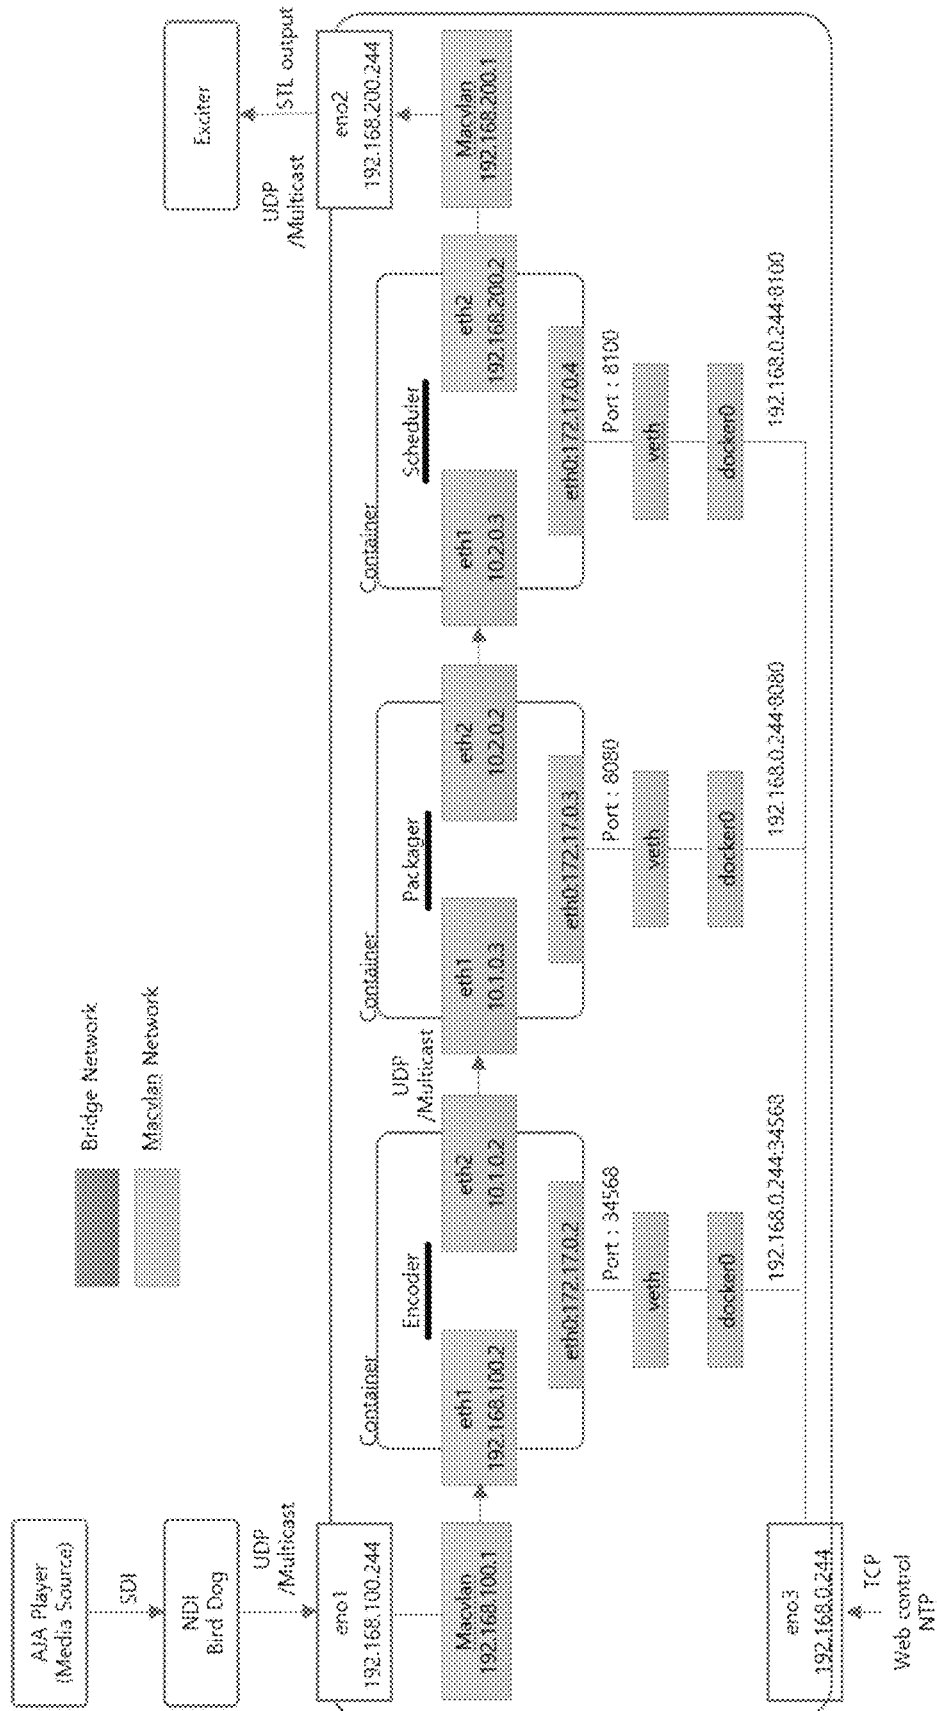 AJA Player
(Media Source)
SDI
NDI
Bird Dog
UDP
/Multicast
eno1
192.168.100.244
Macvlan
192.168.100.1
Bridge Network
Macvlan Network
Container
Encoder
eth1
192.168.100.2
eth2
10.1.0.2
eth0:172.17.0.2
Port : 34568
veth
docker0
192.168.0.244:34568
UDP
/Multicast
Container
Packager
eth1
10.1.0.3
eth2
10.2.0.2
eth0:172.17.0.3
Port : 8080
veth
docker0
192.168.0.244:8080
Container
Scheduler
eth1
10.2.0.3
eth2
192.168.200.2
eth0:172.17.0.4
Port : 8100
veth
docker0
192.168.0.244:8100
Exciter
STL output
UDP
/Multicast
eno2
192.168.200.244
Macvlan
192.168.200.1
eno3
192.168.0.244
TCP
Web control
NTP